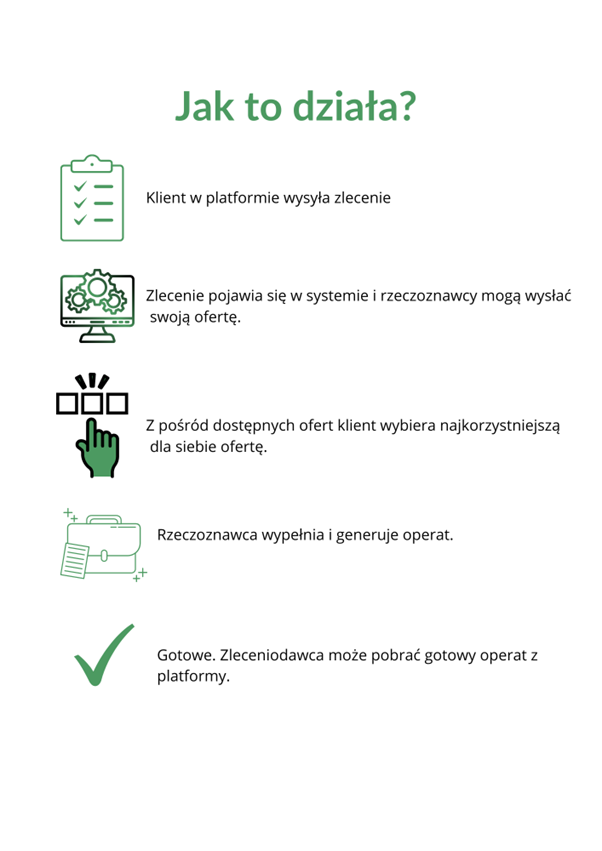 Jak to działa?
Klient w platformie wysyła zlecenie
Zlecenie pojawia się w systemie i rzeczoznawcy mogą wysłać
swoją ofertę.
Z pośród dostępnych ofert klient wybiera najkorzystniejszą
dla siebie ofertę.
Rzeczoznawca wypełnia i generuje operat.
Gotowe. Zleceniodawca może pobrać gotowy operat z
platformy.